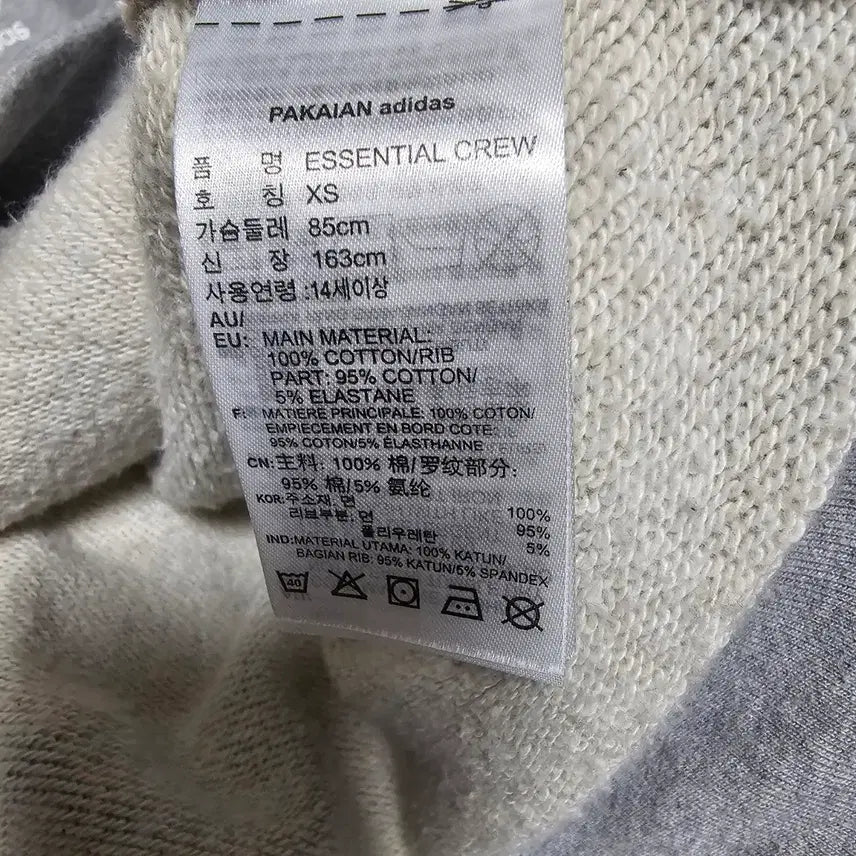 PAKAIAN adidas
품 명 ESSENTIAL CREW
호 칭 XS
가슴둘레 85cm
신 장 163cm
사용연령 :14세이상
AU/
EU: MAIN MATERIAL:
100% COTTON/RIB
PART: 95% COTTON/
5% ELASTANE
F: MATIERE PRINCIPALE: 100% COTON/
EMPIECEMENT EN BORD COTE:
95% COTON/5% ÉLASTHANNE
CN:主料: 100% 棉/罗纹部分:
95% 棉/5% 氨纶
KOR:주소재, 면 100%
리브부분, 면 95%
폴리우레탄 5%
IND:MATERIAL UTAMA: 100% KATUN/
BAGIAN RIB: 95% KATUN/5% SPANDEX
40